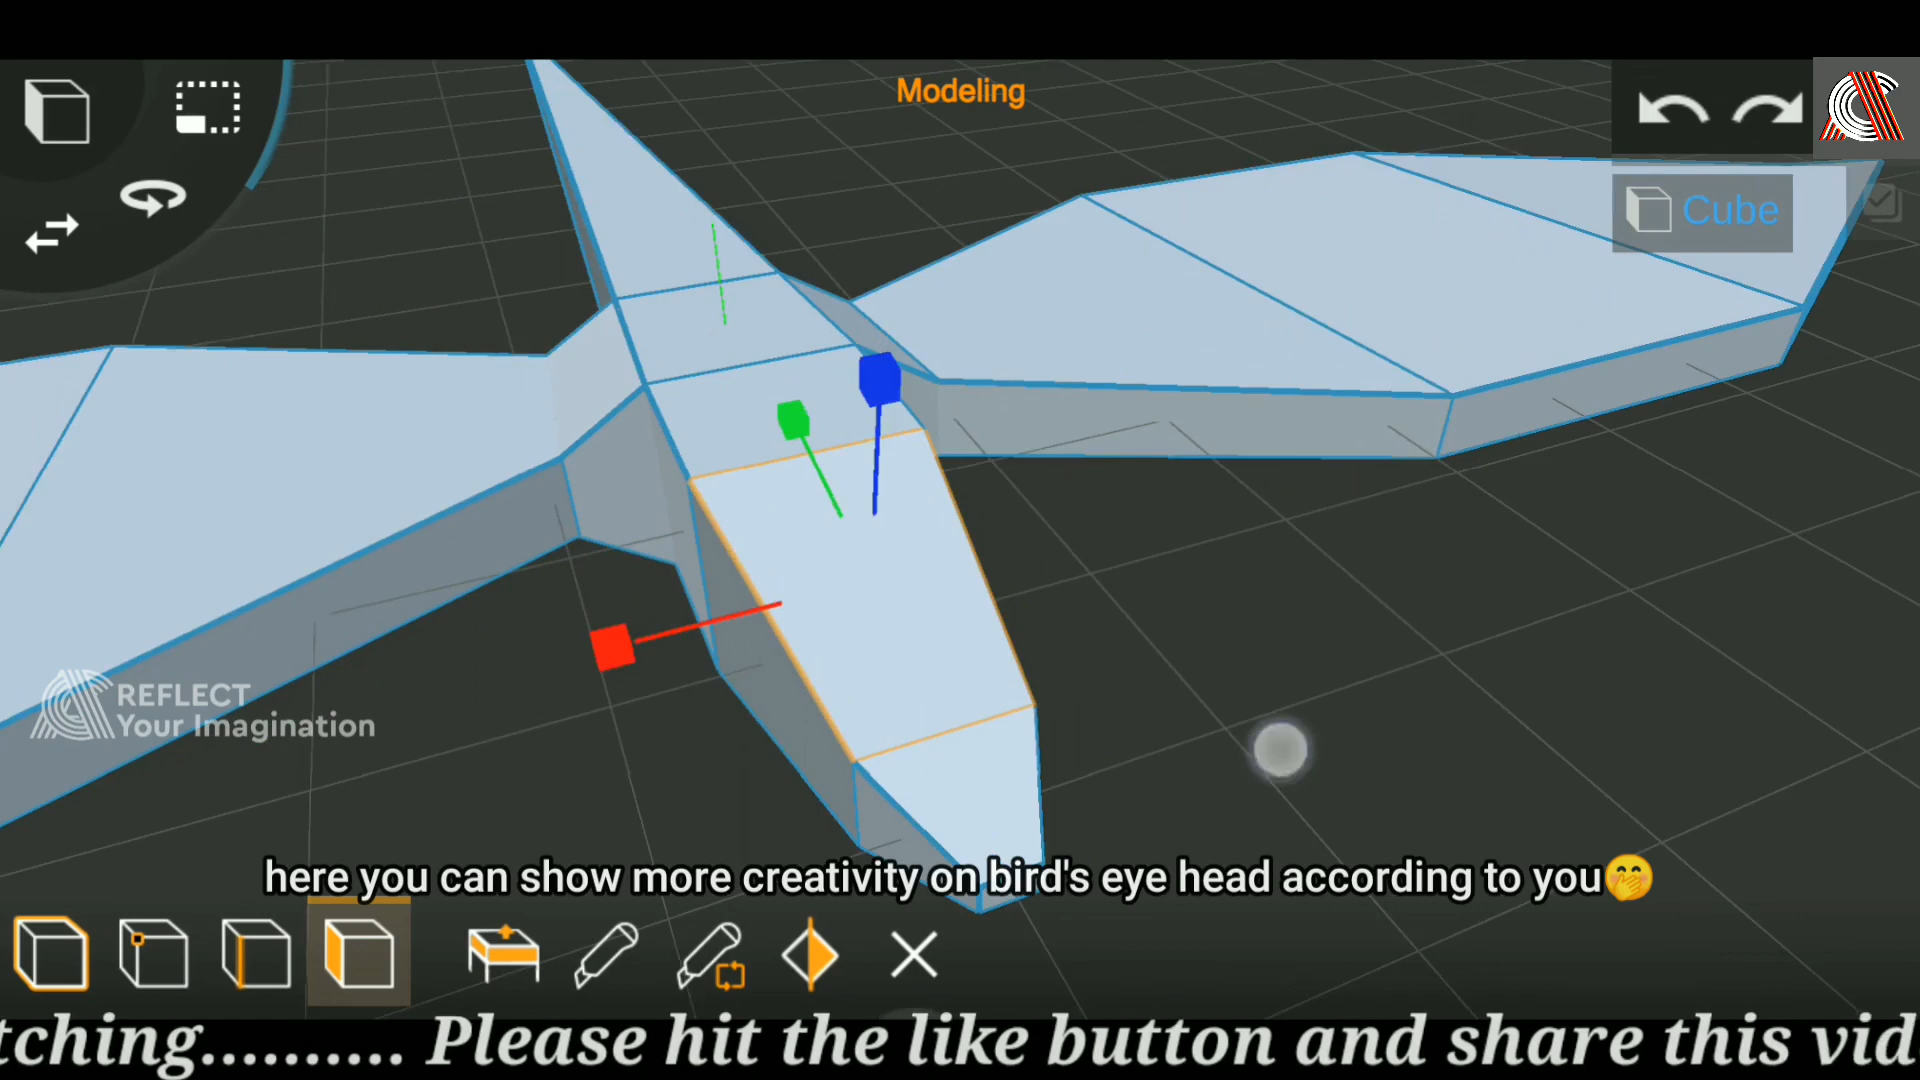 Modeling
Cube
REFLECT
Your Imagination
here you can show more creativity on bird's eye head according to you🤭
tching.......... Please hit the like button and share this vid